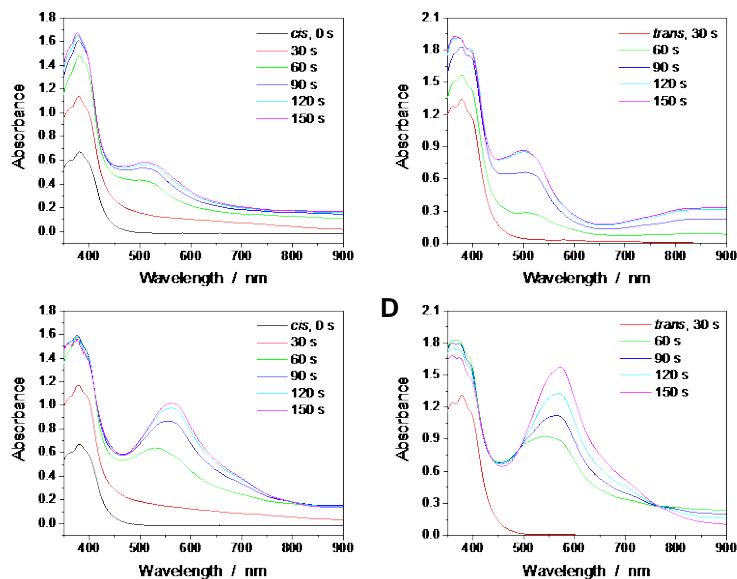 1.8
1.6
1.4
1.2
1.0
0.8
0.6
0.4
0.2
0.0
Absorbance
400 500 600 700 800 900
Wavelength / nm
cis, 0 s
30 s
60 s
90 s
120 s
150 s
2.1
1.8
1.5
1.2
0.9
0.6
0.3
0.0
Absorbance
400 500 600 700 800 900
Wavelength / nm
trans, 30 s
60 s
90 s
120 s
150 s
1.8
1.6
1.4
1.2
1.0
0.8
0.6
0.4
0.2
0.0
Absorbance
400 500 600 700 800 900
Wavelength / nm
cis, 0 s
30 s
60 s
90 s
120 s
150 s
D
2.1
1.8
1.5
1.2
0.9
0.6
0.3
0.0
Absorbance
400 500 600 700 800 900
Wavelength / nm
trans, 30 s
60 s
90 s
120 s
150 s